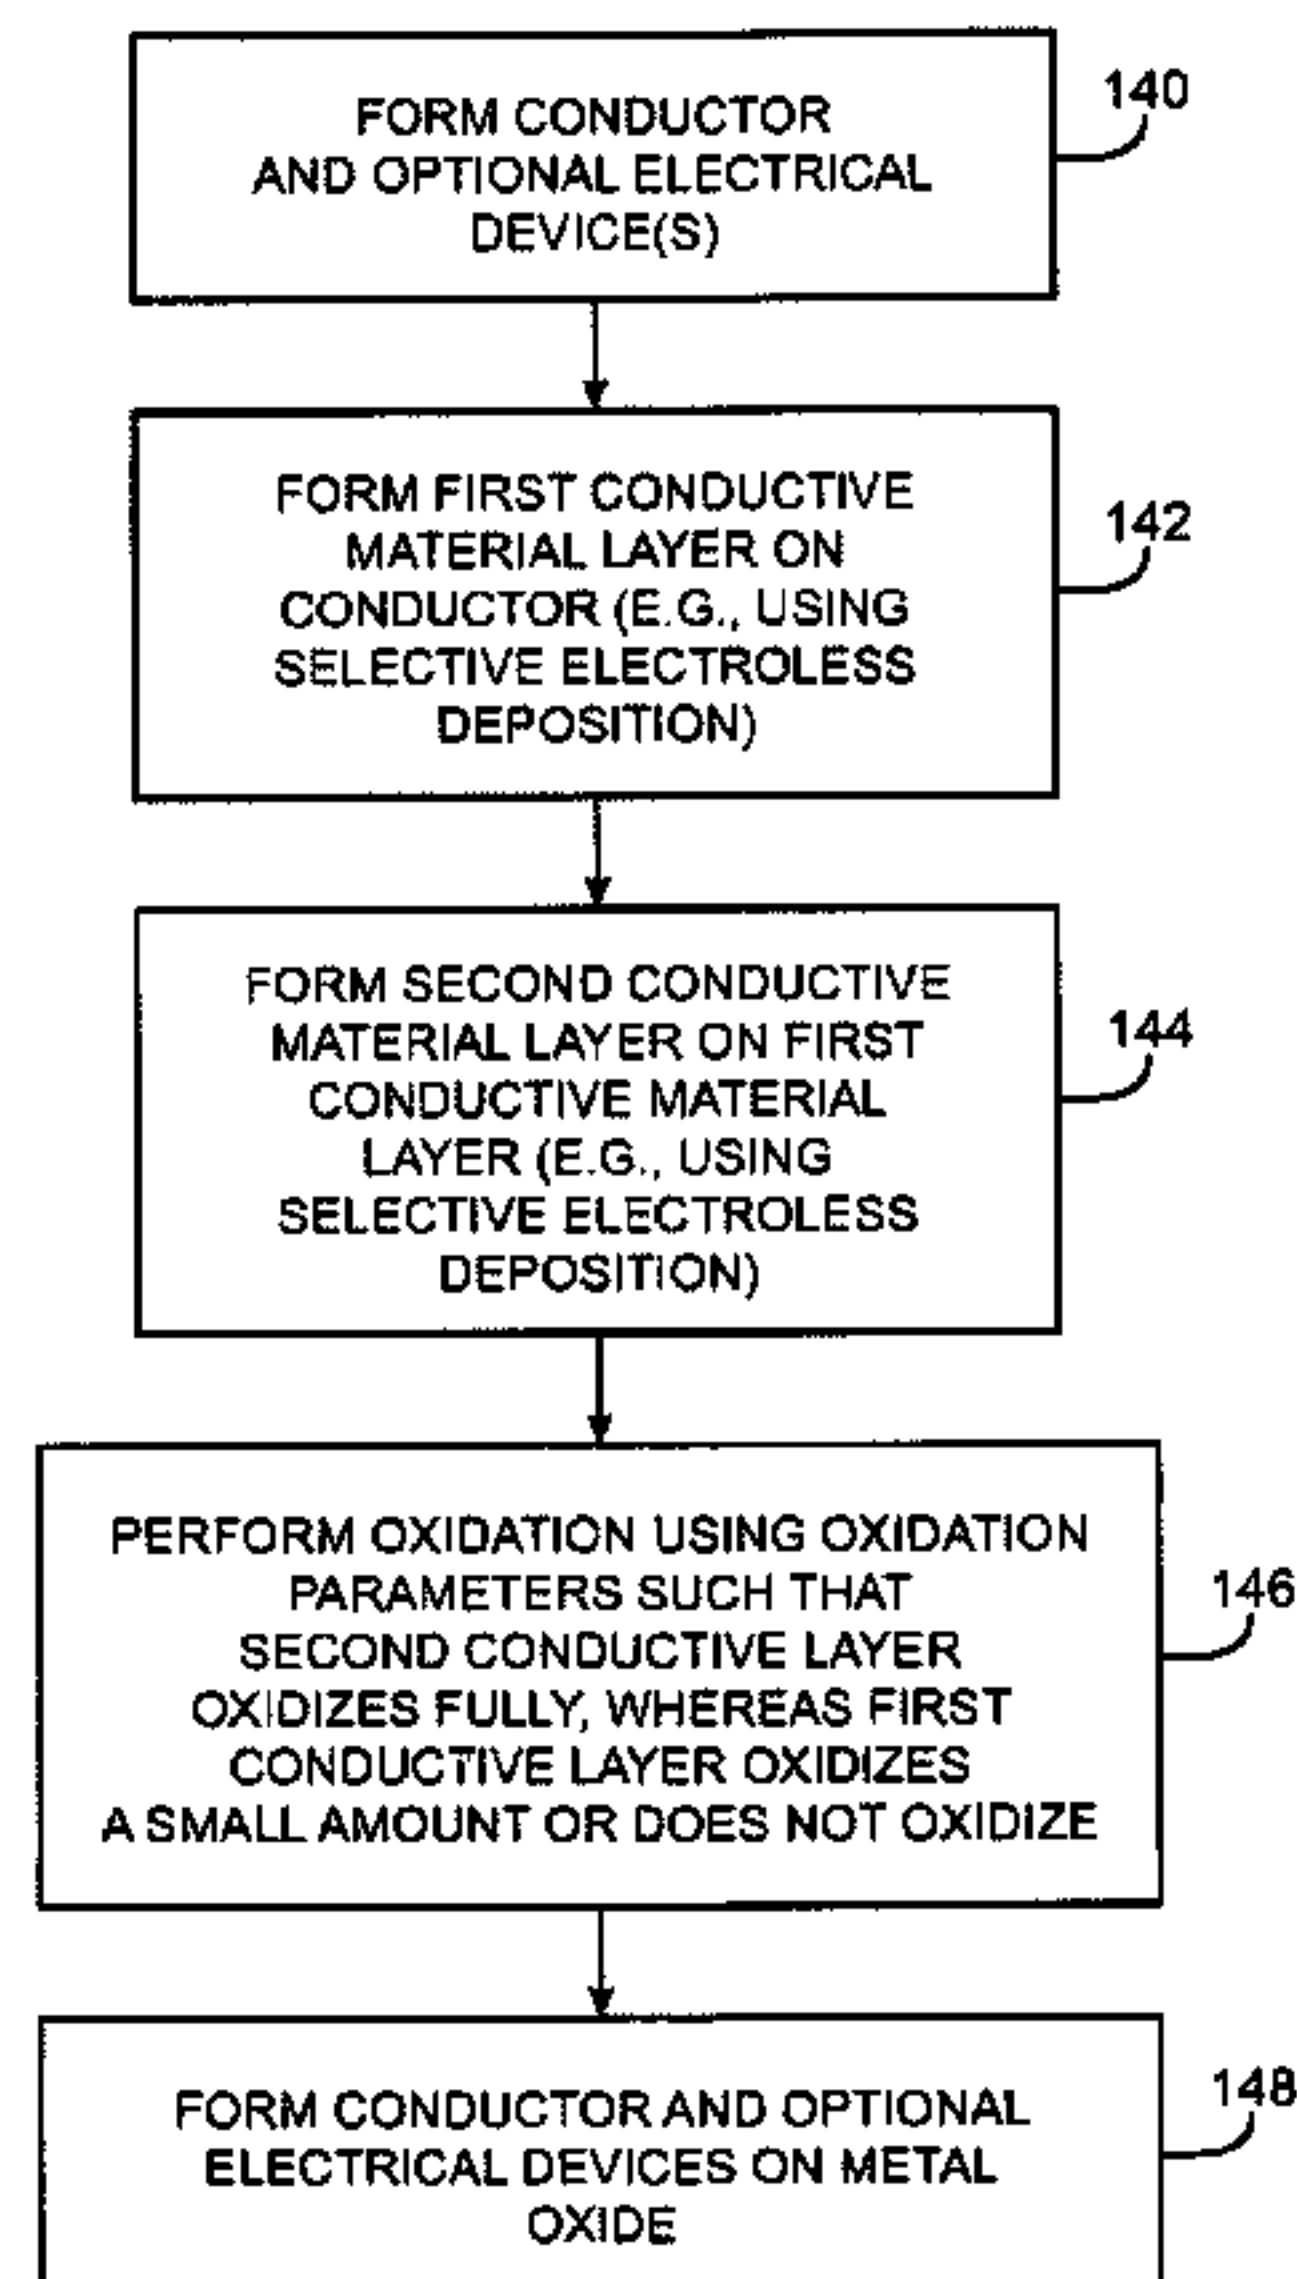 FORM CONDUCTOR
AND OPTIONAL ELECTRICAL
DEVICE(S)
140
FORM FIRST CONDUCTIVE
MATERIAL LAYER ON
CONDUCTOR (E.G., USING
SELECTIVE ELECTROLESS
DEPOSITION)
142
FORM SECOND CONDUCTIVE
MATERIAL LAYER ON FIRST
CONDUCTIVE MATERIAL
LAYER (E.G., USING
SELECTIVE ELECTROLESS
DEPOSITION)
144
PERFORM OXIDATION USING OXIDATION
PARAMETERS SUCH THAT
SECOND CONDUCTIVE LAYER
OXIDIZES FULLY, WHEREAS FIRST
CONDUCTIVE LAYER OXIDIZES
A SMALL AMOUNT OR DOES NOT OXIDIZE
146
FORM CONDUCTOR AND OPTIONAL
ELECTRICAL DEVICES ON METAL
OXIDE
148